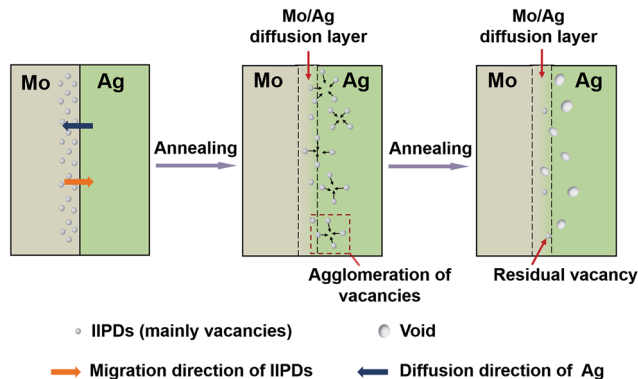 Mo/Ag
diffusion layer
Mo/Ag
diffusion layer
Mo Ag
Annealing
Mo Ag
Annealing
Mo Ag
Agglomeration of
vacancies
Residual vacancy
IIPDs (mainly vacancies)
Void
Migration direction of IIPDs
Diffusion direction of Ag